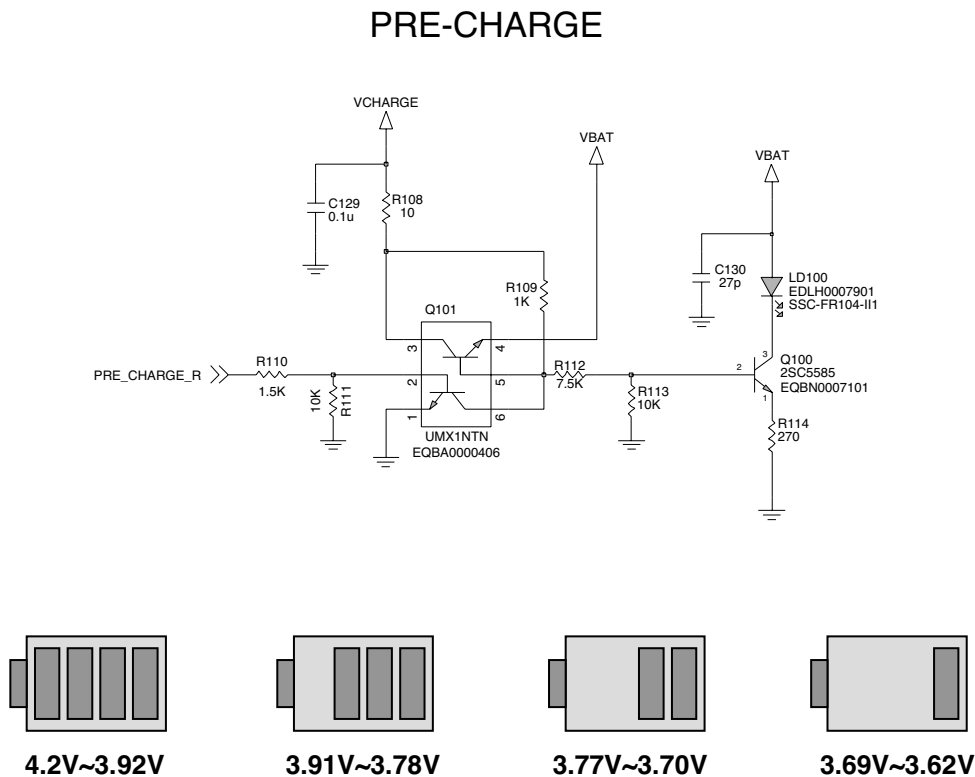 PRE-CHARGE
VCHARGE
VBAT
VBAT
C129
0.1u
R108
10
R109
1K
C130
27p
LD100
EDLH0007901
SSC-FR104-II1
Q101
3
4
PRE_CHARGE_R
R110
1.5K
10K
R111
2
5
1
6
R112
7.5K
R113
10K
2
3
1
Q100
2SC5585
EQBN0007101
R114
270
UMX1NTN
EQBA0000406
4.2V~3.92V
3.91V~3.78V
3.77V~3.70V
3.69V~3.62V